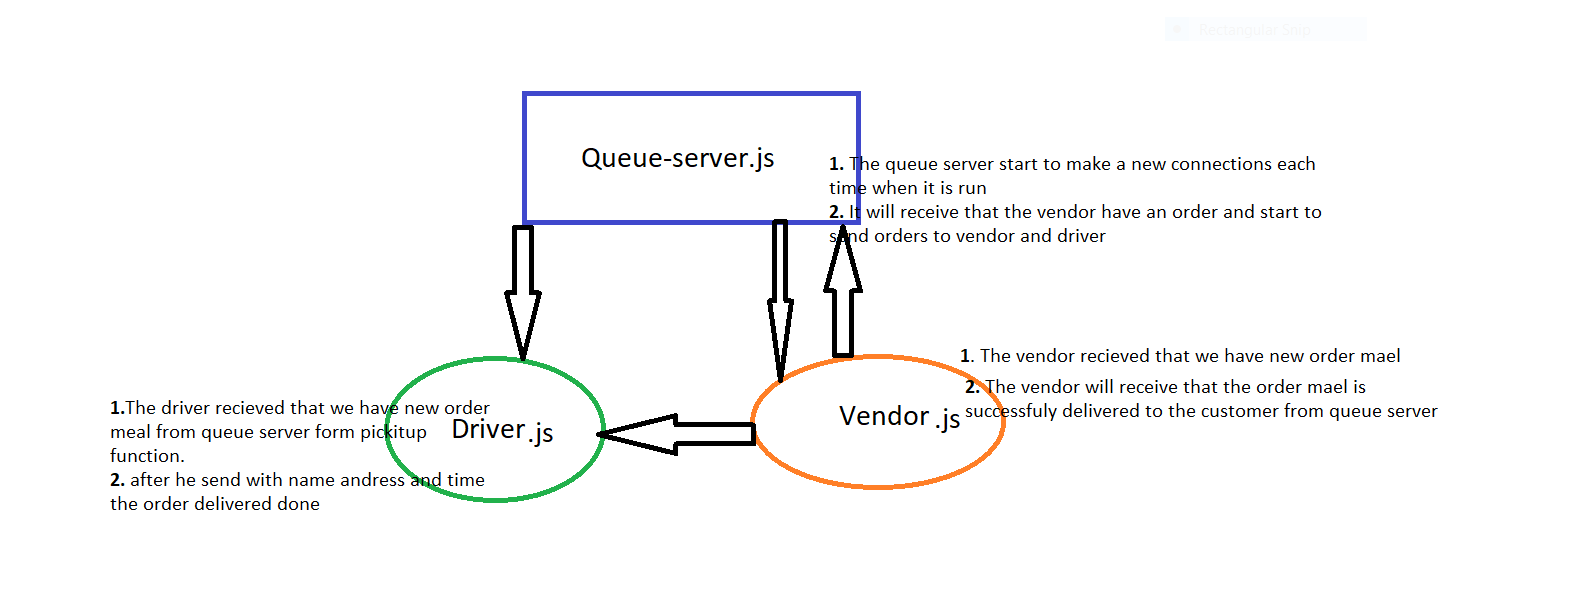 Rectangular Snip
Queue-server.js
1. The queue server start to make a new connections each
time when it is run
2. It will receive that the vendor have an order and start to
send orders to vendor and driver
1. The vendor recieved that we have new order mael
2. The vendor will receive that the order mael is
successfuly delivered to the customer from queue server
Vendor .js
1.The driver recieved that we have new order
meal from queue server form pickitup
function.
2. after he send with name andress and time
the order delivered done
Driver.js